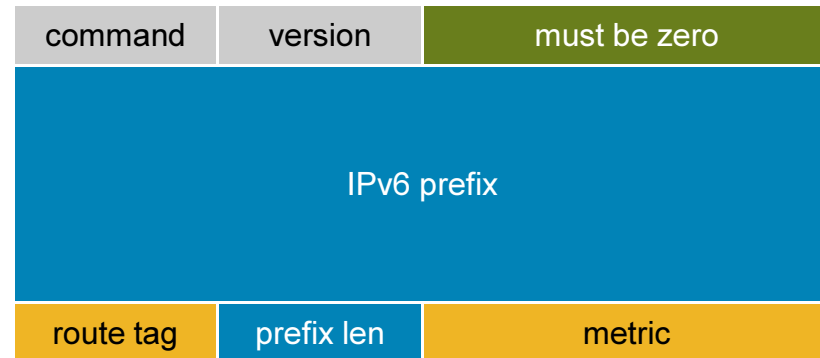 command version must be zero
IPv6 prefix
route tag prefix len metric